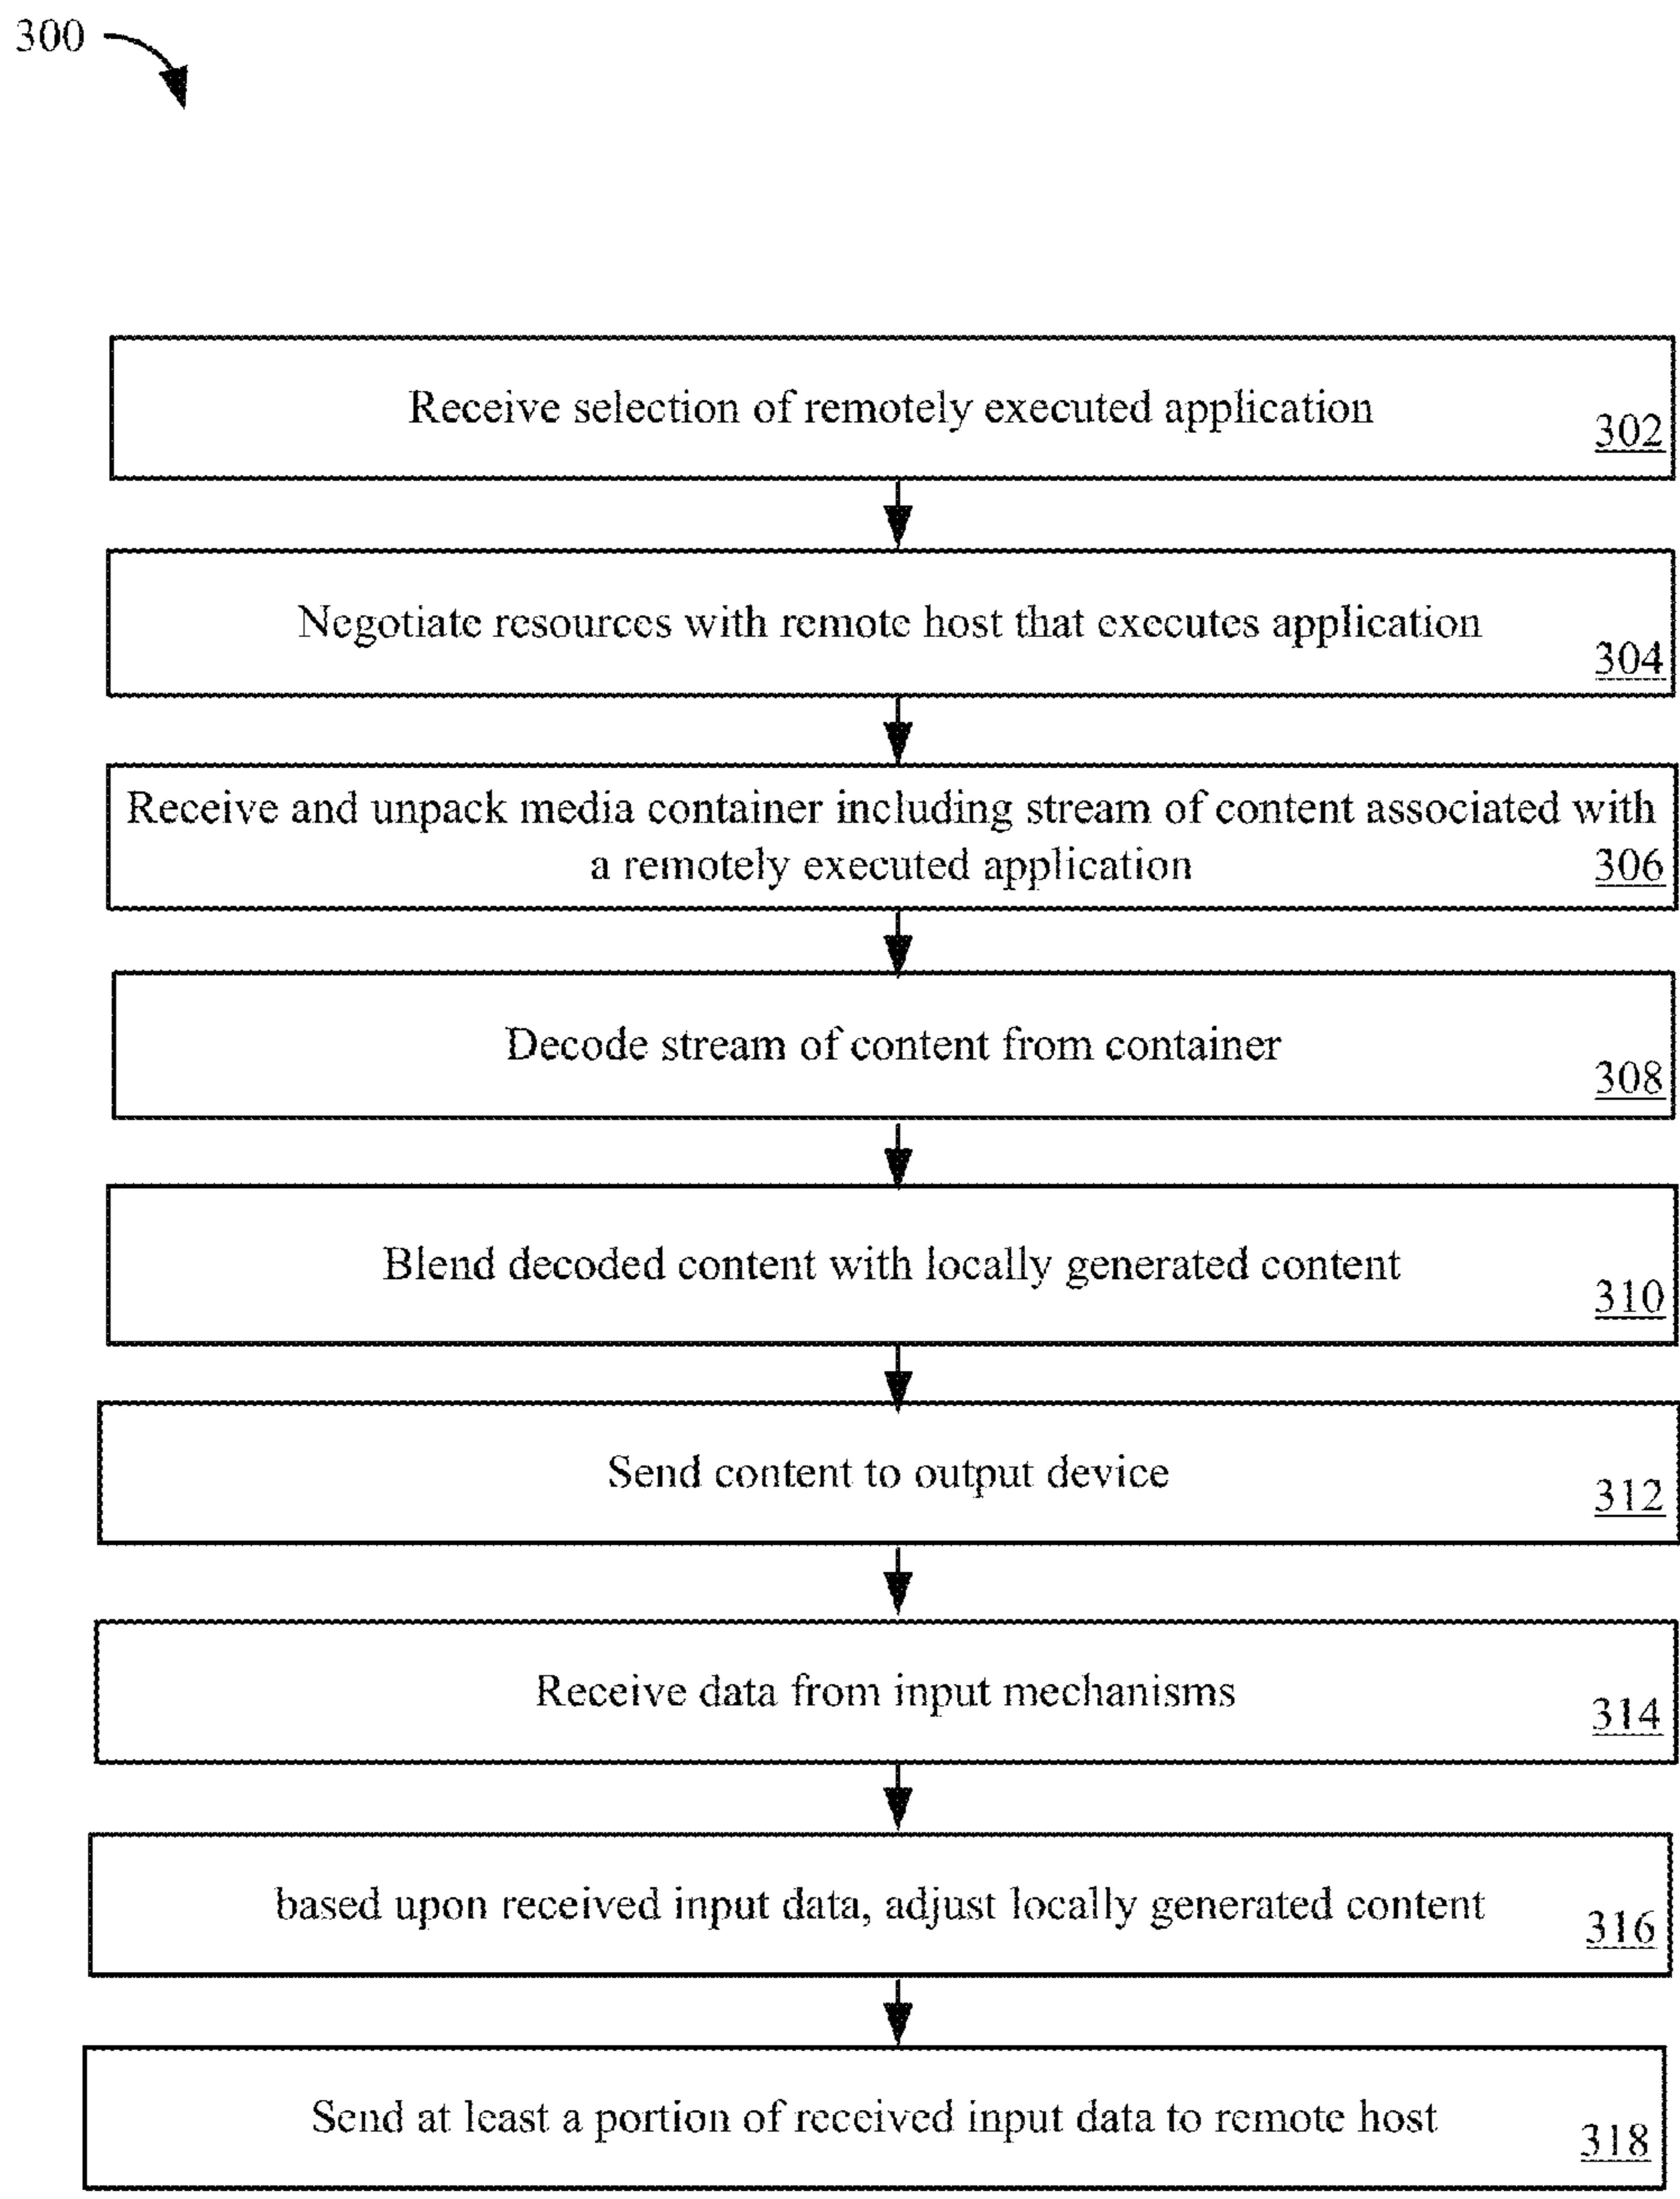 300
Receive selection of remotely executed application
302
Negotiate resources with remote host that executes application
304
Receive and unpack media container including stream of content associated with
a remotely executed application
306
Decode stream of content from container
308
Blend decoded content with locally generated content
310
Send content to output device
312
Receive data from input mechanisms
314
based upon received input data, adjust locally generated content
316
Send at least a portion of received input data to remote host
318